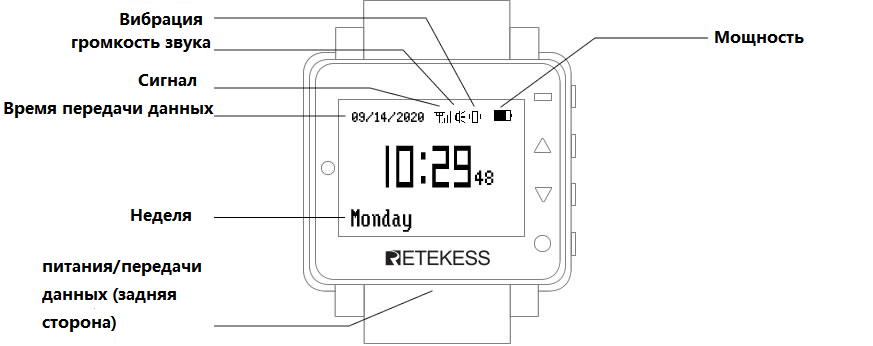 Вибрация
громкость звука
Мощность
Сигнал
Время передачи данных
09/14/2020
10:29 48
Неделя
Monday
RETEKESS
питания/передачи
данных (задняя
сторона)